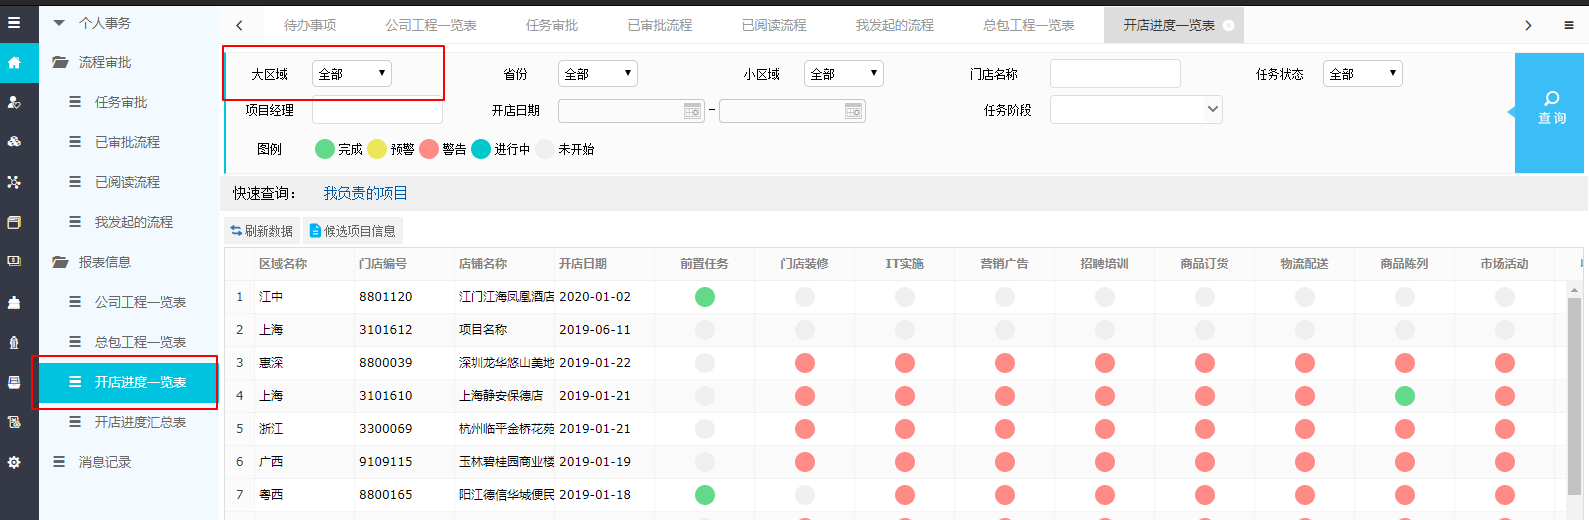 个人事务
流程审批
任务审批
已审批流程
已阅读流程
我发起的流程
报表信息
公司工程一览表
总包工程一览表
开店进度一览表
开店进度汇总表
消息记录
待办事项 公司工程一览表 任务审批 已审批流程 已阅读流程 我发起的流程 总包工程一览表 开店进度一览表
大区域 全部 省份 全部 小区域 全部 门店名称 任务状态 全部
项目经理 开店日期 - 任务阶段
图例 完成 预警 警告 进行中 未开始
查询
快速查询: 我负责的项目
刷新数据 候选项目信息
区域名称 门店编号 店铺名称 开店日期 前置任务 门店装修 IT实施 营销广告 招聘培训 商品订货 物流配送 商品陈列 市场活动
1 江中 8801120 江门江海凤凰酒店 2020-01-02
2 上海 3101612 项目名称 2019-06-11
3 惠深 8800039 深圳龙华悠山美地 2019-01-22
4 上海 3101610 上海静安保德店 2019-01-21
5 浙江 3300069 杭州临平金桥花苑 2019-01-21
6 广西 9109115 玉林碧桂园商业楼 2019-01-19
7 粤西 8800165 阳江德信华城便民 2019-01-18